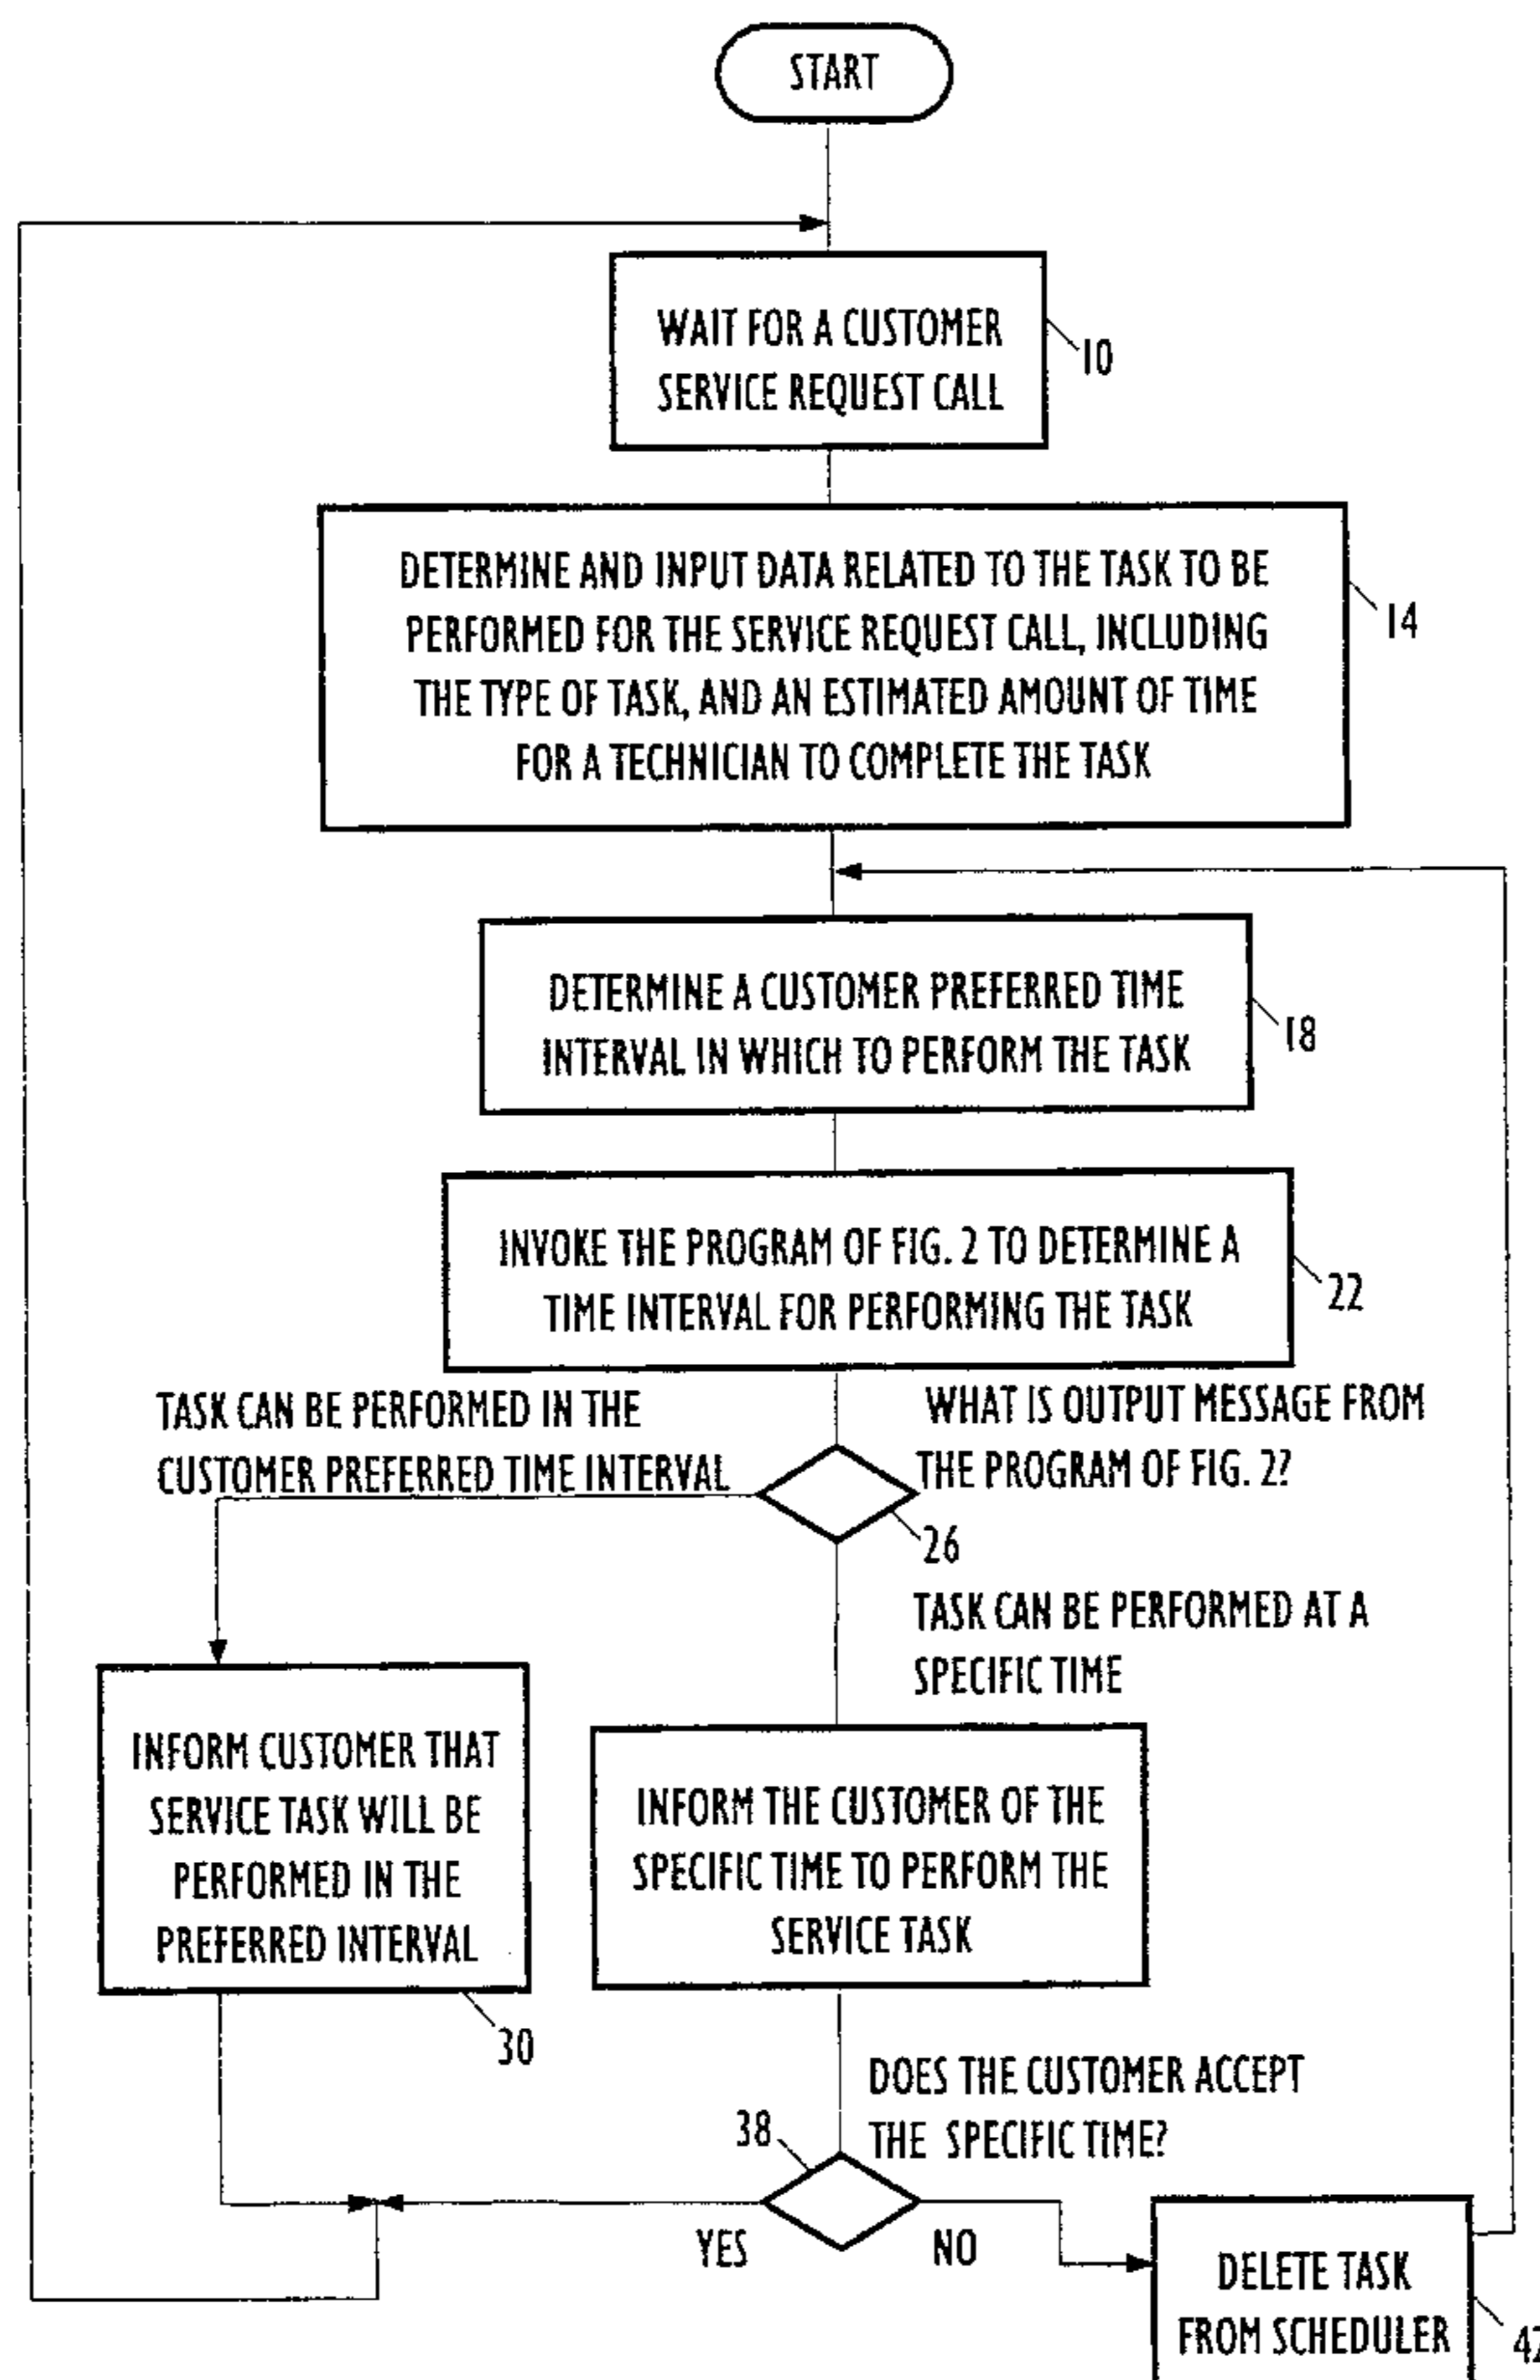 START
WAIT FOR A CUSTOMER
SERVICE REQUEST CALL
10
DETERMINE AND INPUT DATA RELATED TO THE TASK TO BE
PERFORMED FOR THE SERVICE REQUEST CALL, INCLUDING
THE TYPE OF TASK, AND AN ESTIMATED AMOUNT OF TIME
FOR A TECHNICIAN TO COMPLETE THE TASK
14
DETERMINE A CUSTOMER PREFERRED TIME
INTERVAL IN WHICH TO PERFORM THE TASK
18
INVOKE THE PROGRAM OF FIG. 2 TO DETERMINE A
TIME INTERVAL FOR PERFORMING THE TASK
22
TASK CAN BE PERFORMED IN THE
CUSTOMER PREFERRED TIME INTERVAL
WHAT IS OUTPUT MESSAGE FROM
THE PROGRAM OF FIG. 2?
26
TASK CAN BE PERFORMED AT A
SPECIFIC TIME
INFORM CUSTOMER THAT
SERVICE TASK WILL BE
PERFORMED IN THE
PREFERRED INTERVAL
30
INFORM THE CUSTOMER OF THE
SPECIFIC TIME TO PERFORM THE
SERVICE TASK
DOES THE CUSTOMER ACCEPT
THE SPECIFIC TIME?
38
YES
NO
DELETE TASK
FROM SCHEDULER